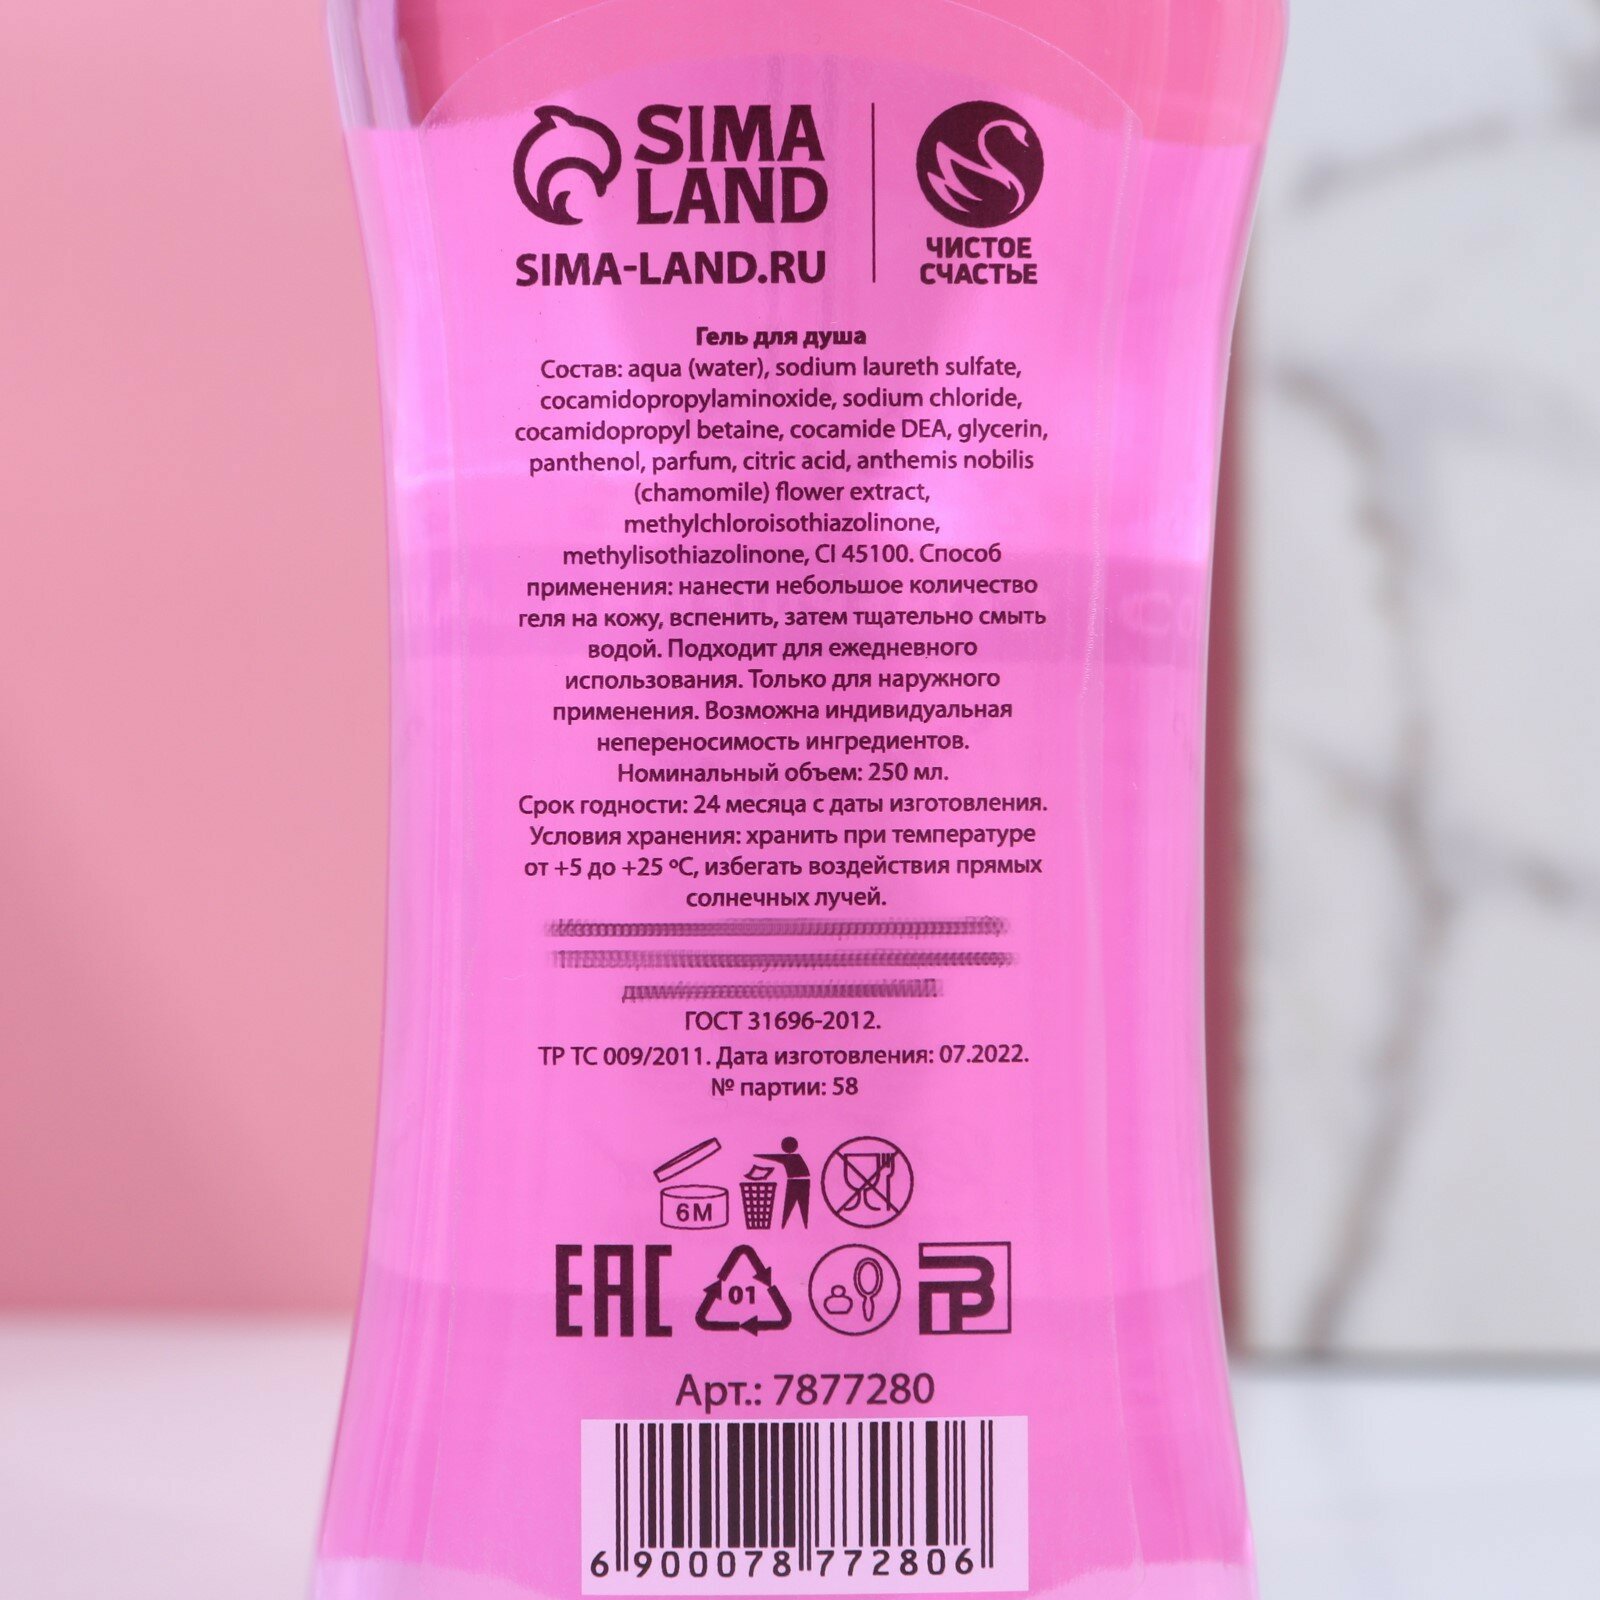 SIMA
LAND
SIMA-LAND.RU
ЧИСТОЕ
СЧАСТЬЕ
Гель для душа
Состав: aqua (water), sodium laureth sulfate,
cocamidopropylaminoxide, sodium chloride,
cocamidopropyl betaine, cocamide DEA, glycerin,
panthenol, parfum, citric acid, anthemis nobilis
(chamomile) flower extract,
methylchloroisothiazolinone,
methylisothiazolinone, CI 45100. Способ
применения: нанести небольшое количество
геля на кожу, вспенить, затем тщательно смыть
водой. Подходит для ежедневного
использования. Только для наружного
применения. Возможна индивидуальная
непереносимость ингредиентов.
Номинальный объем: 250 мл.
Срок годности: 24 месяца с даты изготовления.
Условия хранения: хранить при температуре
от +5 до +25 ºС, избегать воздействия прямых
солнечных лучей.
ГОСТ 31696-2012.
ТР ТС 009/2011. Дата изготовления: 07.2022.
№ партии: 58
6M
EAC
01
Арт.: 7877280
6 900078 772806